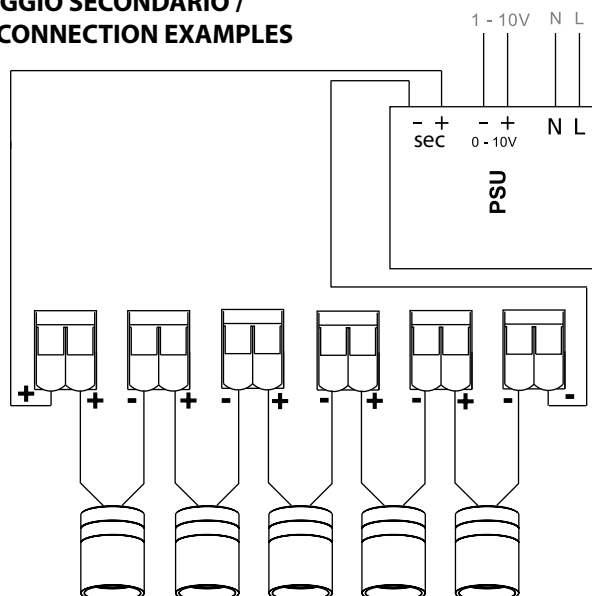 GGIO SECONDARIO /
CONNECTION EXAMPLES
1 - 10V N L
- + - + N L
sec 0 - 10V
PSU
+ + - + - + - + - + - -